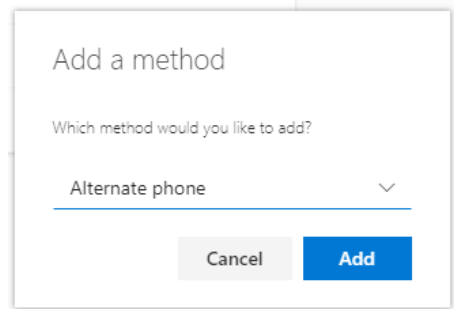 Add a method
Which method would you like to add?
Alternate phone
Cancel Add